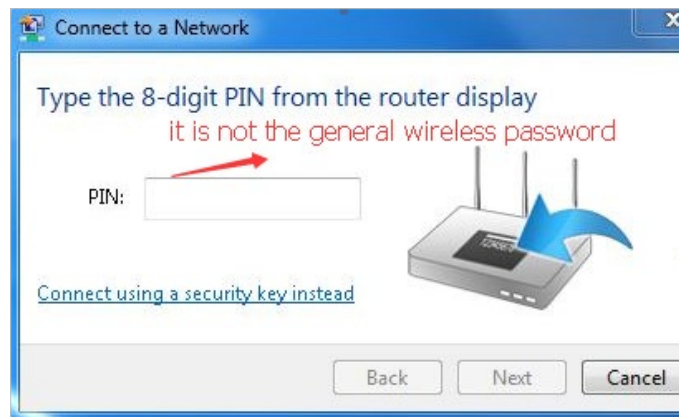 Connect to a Network
Type the 8-digit PIN from the router display
it is not the general wireless password
PIN:
Connect using a security key instead
Back Next Cancel